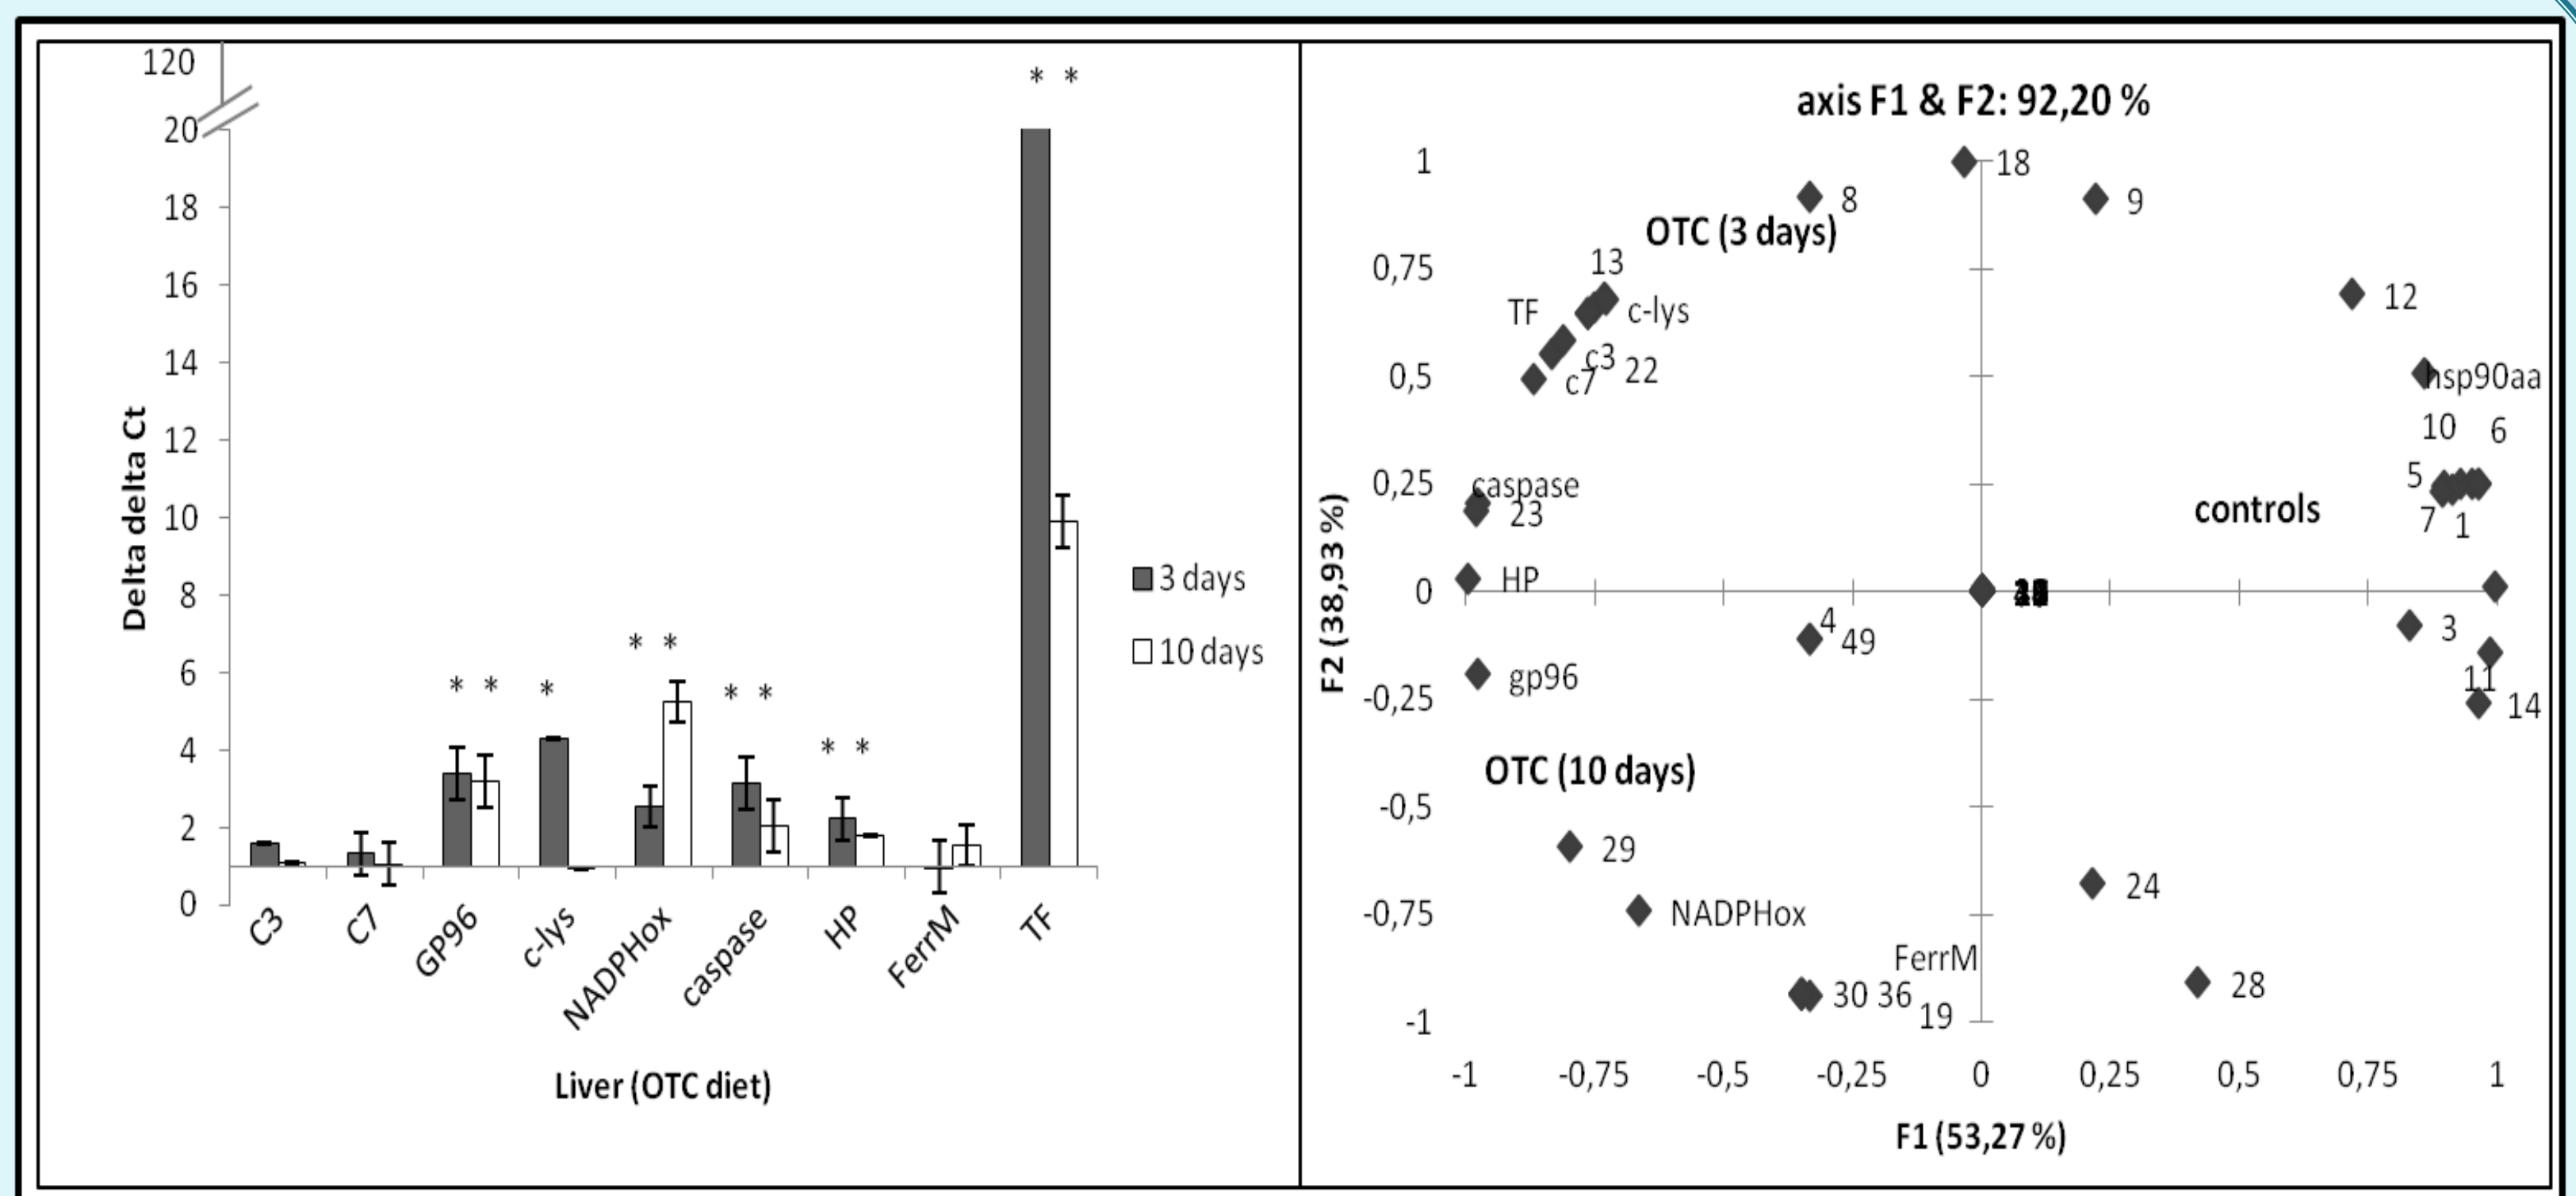 120
20
18
16
14
12
10
8
6
4
2
0
Delta delta Ct
* *
* *
*
* *
* *
* *
3 days
10 days
C3
C7
GP96
c-lys
NADPHox
caspase
HP
FerrM
TF
Liver (OTC diet)
axis F1 & F2: 92,20 %
F2 (38,93 %)
1
0,75
0,5
0,25
0
-0,25
-0,5
-0,75
-1
18
8
9
OTC (3 days)
13
12
TF
c-lys
c3
22
c7
hsp90aa
10
6
5
caspase
23
controls
7
1
HP
4
49
3
gp96
11
14
OTC (10 days)
29
24
NADPHox
FerrM
30 36
28
19
-1
-0,75
-0,5
-0,25
0
0,25
0,5
0,75
1
F1 (53,27 %)